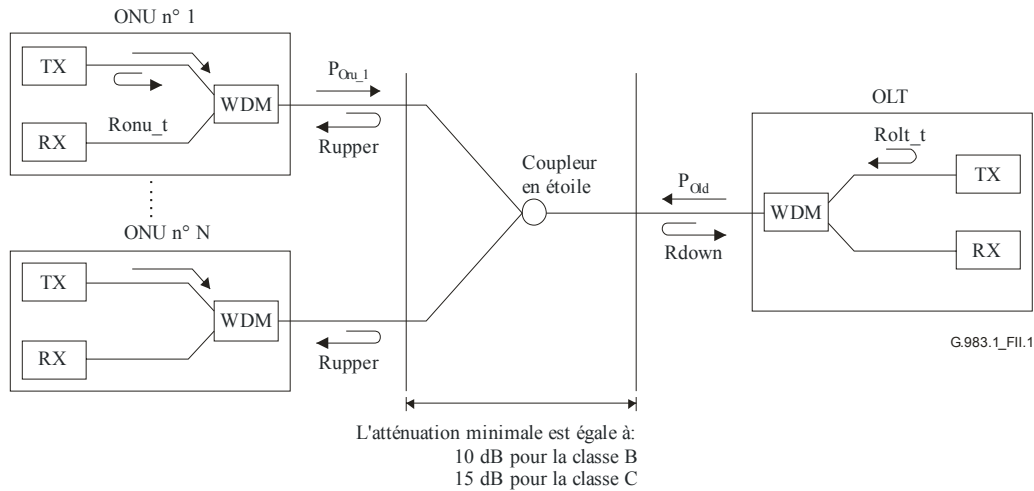 ONU n° 1
TX
WDM
RX
Ronu_t
POru_1
Rupper
ONU n° N
TX
WDM
RX
Rupper
Coupleur
en étoile
OLT
Rolt_t
POld
WDM
TX
RX
Rdown
G.983.1_FII.1
L'atténuation minimale est égale à:
10 dB pour la classe B
15 dB pour la classe C